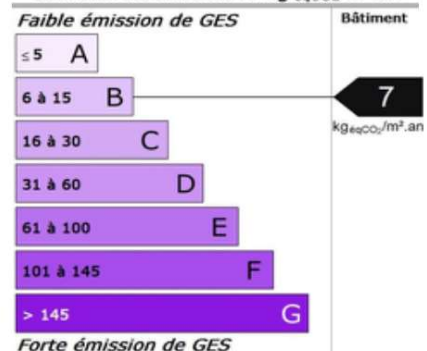 Faible émission de GES
Bâtiment
≤ 5 A
6 à 15 B
7
kgéqCO₂/m².an
16 à 30 C
31 à 60 D
61 à 100 E
101 à 145 F
> 145 G
Forte émission de GES